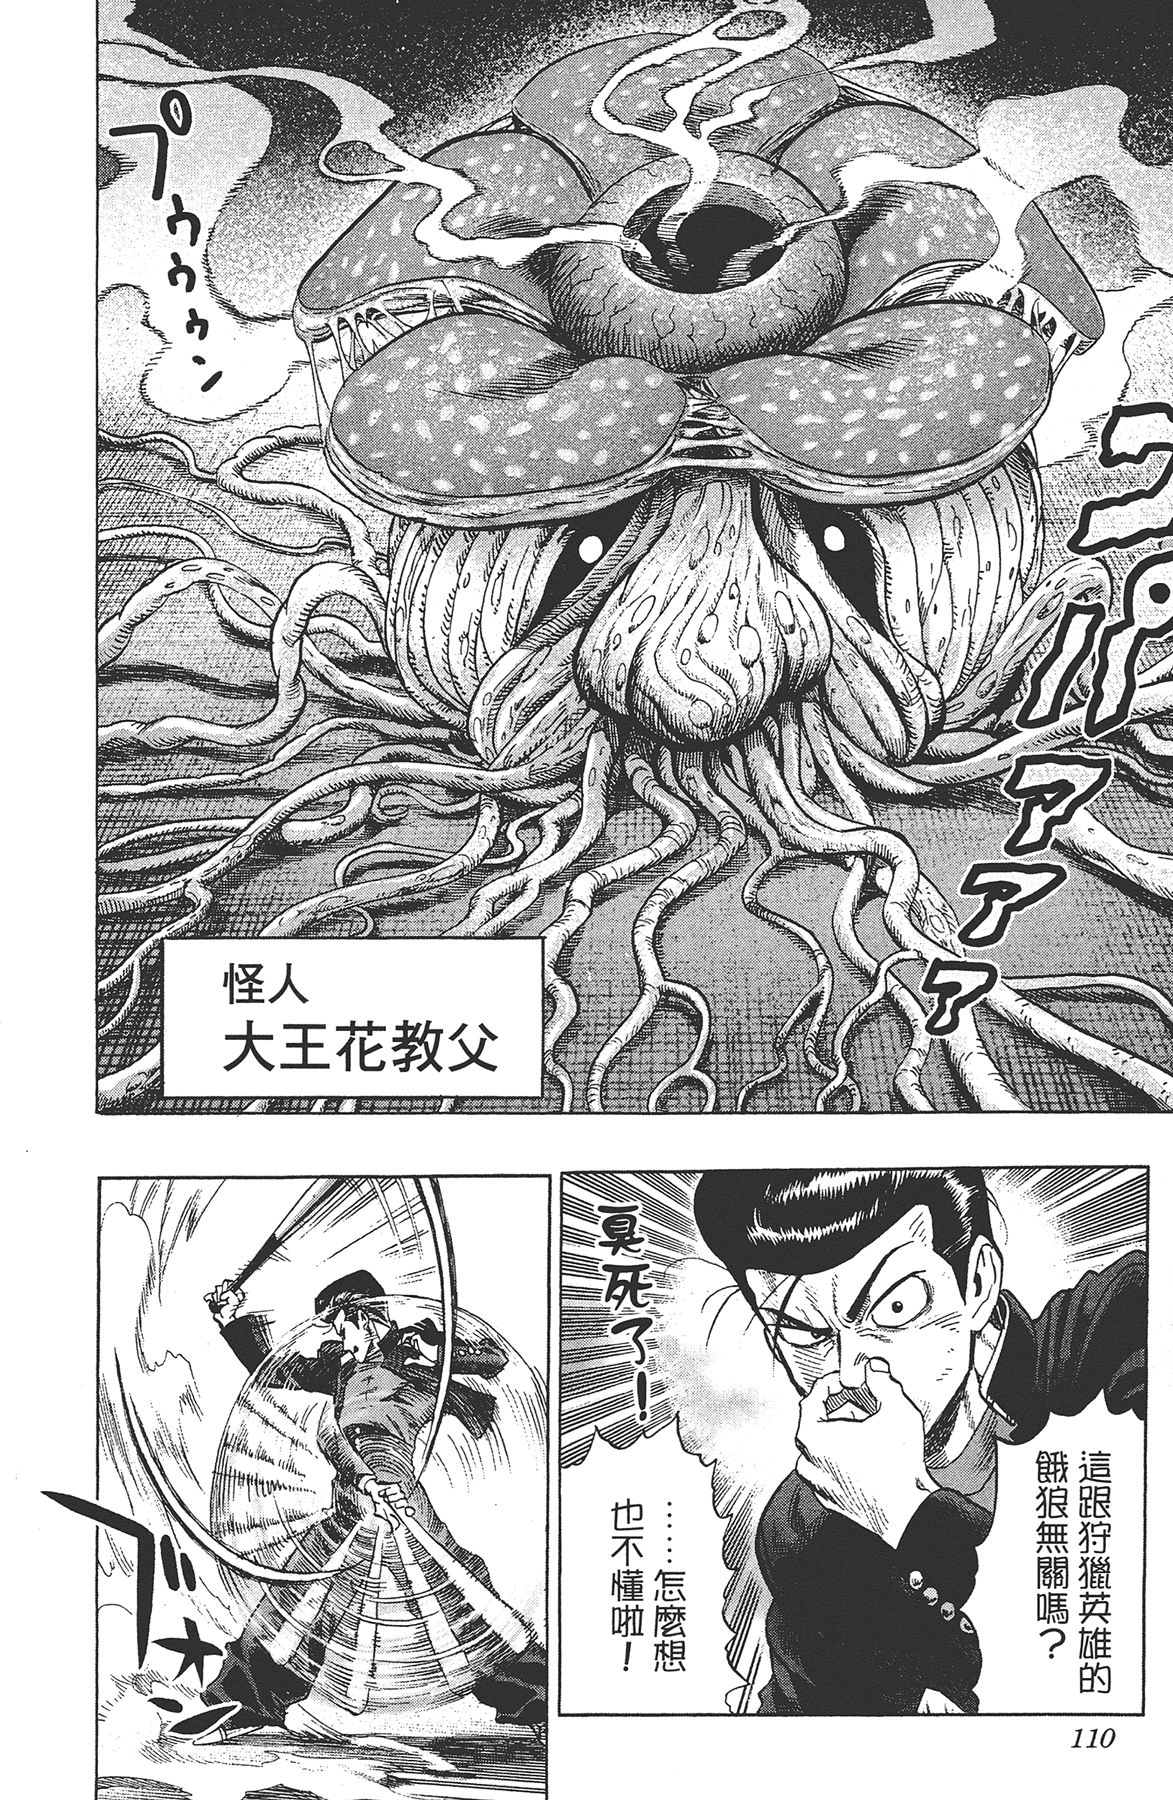 コパァァァァ
プゥゥゥン
怪人
大王花教父
這跟狩獵英雄的
餓狼無關嗎？
臭死了！
……怎麼想
也不懂啦！
ブォン
110